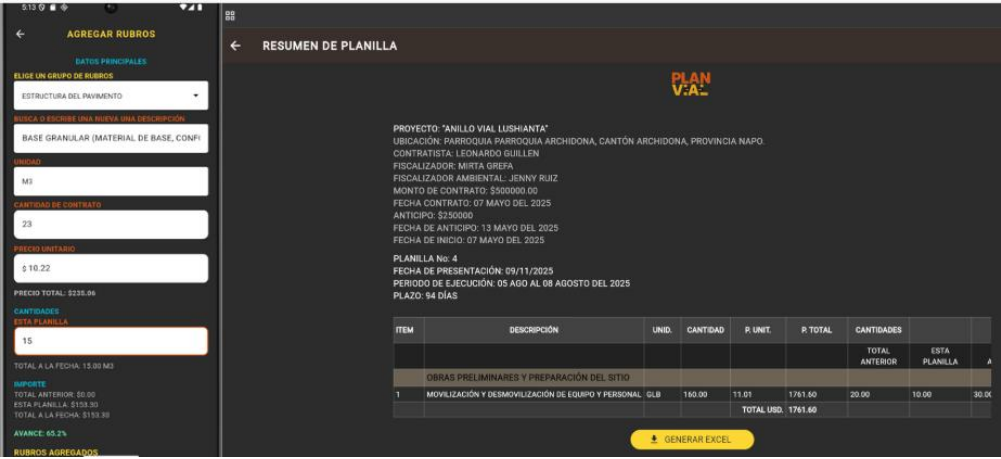 5:13
AGREGAR RUBROS
DATOS PRINCIPALES
ELIGE UN GRUPO DE RUBROS
ESTRUCTURA DEL PAVIMENTO
BUSCA O ESCRIBE UNA NUEVA DESCRIPCIÓN
BASE GRANULAR (MATERIAL DE BASE, CONF
UNIDAD
M3
CANTIDAD DE CONTRATO
23
PRECIO UNITARIO
$ 10.22
PRECIO TOTAL: $235.06
CANTIDADES
ESTA PLANILLA
15
TOTAL A LA FECHA: 15.00 M3
IMPORTE
TOTAL ANTERIOR: $0.00
ESTA PLANILLA: $153.30
TOTAL A LA FECHA: $153.30
AVANCE: 65.2%
RUBROS AGREGADOS
RESUMEN DE PLANILLA
PLAN
VIAL
PROYECTO: "ANILLO VIAL LUSHIANTA"
UBICACIÓN: PARROQUIA PARROQUIA ARCHIDONA, CANTÓN ARCHIDONA, PROVINCIA NAPO.
CONTRATISTA: LEONARDO GUILLEN
FISCALIZADOR: MIRTA GREFA
FISCALIZADOR AMBIENTAL: JENNY RUIZ
MONTO DE CONTRATO: $500000.00
FECHA CONTRATO: 07 MAYO DEL 2025
ANTICIPO: $250000
FECHA DE ANTICIPO: 13 MAYO DEL 2025
FECHA DE INICIO: 07 MAYO DEL 2025
PLANILLA No: 4
FECHA DE PRESENTACIÓN: 09/11/2025
PERIODO DE EJECUCIÓN: 05 AGO AL 08 AGOSTO DEL 2025
PLAZO: 94 DÍAS
ITEM DESCRIPCIÓN UNID. CANTIDAD P. UNIT. P. TOTAL CANTIDADES
TOTAL ANTERIOR ESTA PLANILLA A
OBRAS PRELIMINARES Y PREPARACIÓN DEL SITIO
1 MOVILIZACIÓN Y DESMOVILIZACIÓN DE EQUIPO Y PERSONAL GLB 160.00 11.01 1761.60 20.00 10.00 30.00
TOTAL USD. 1761.60
GENERAR EXCEL